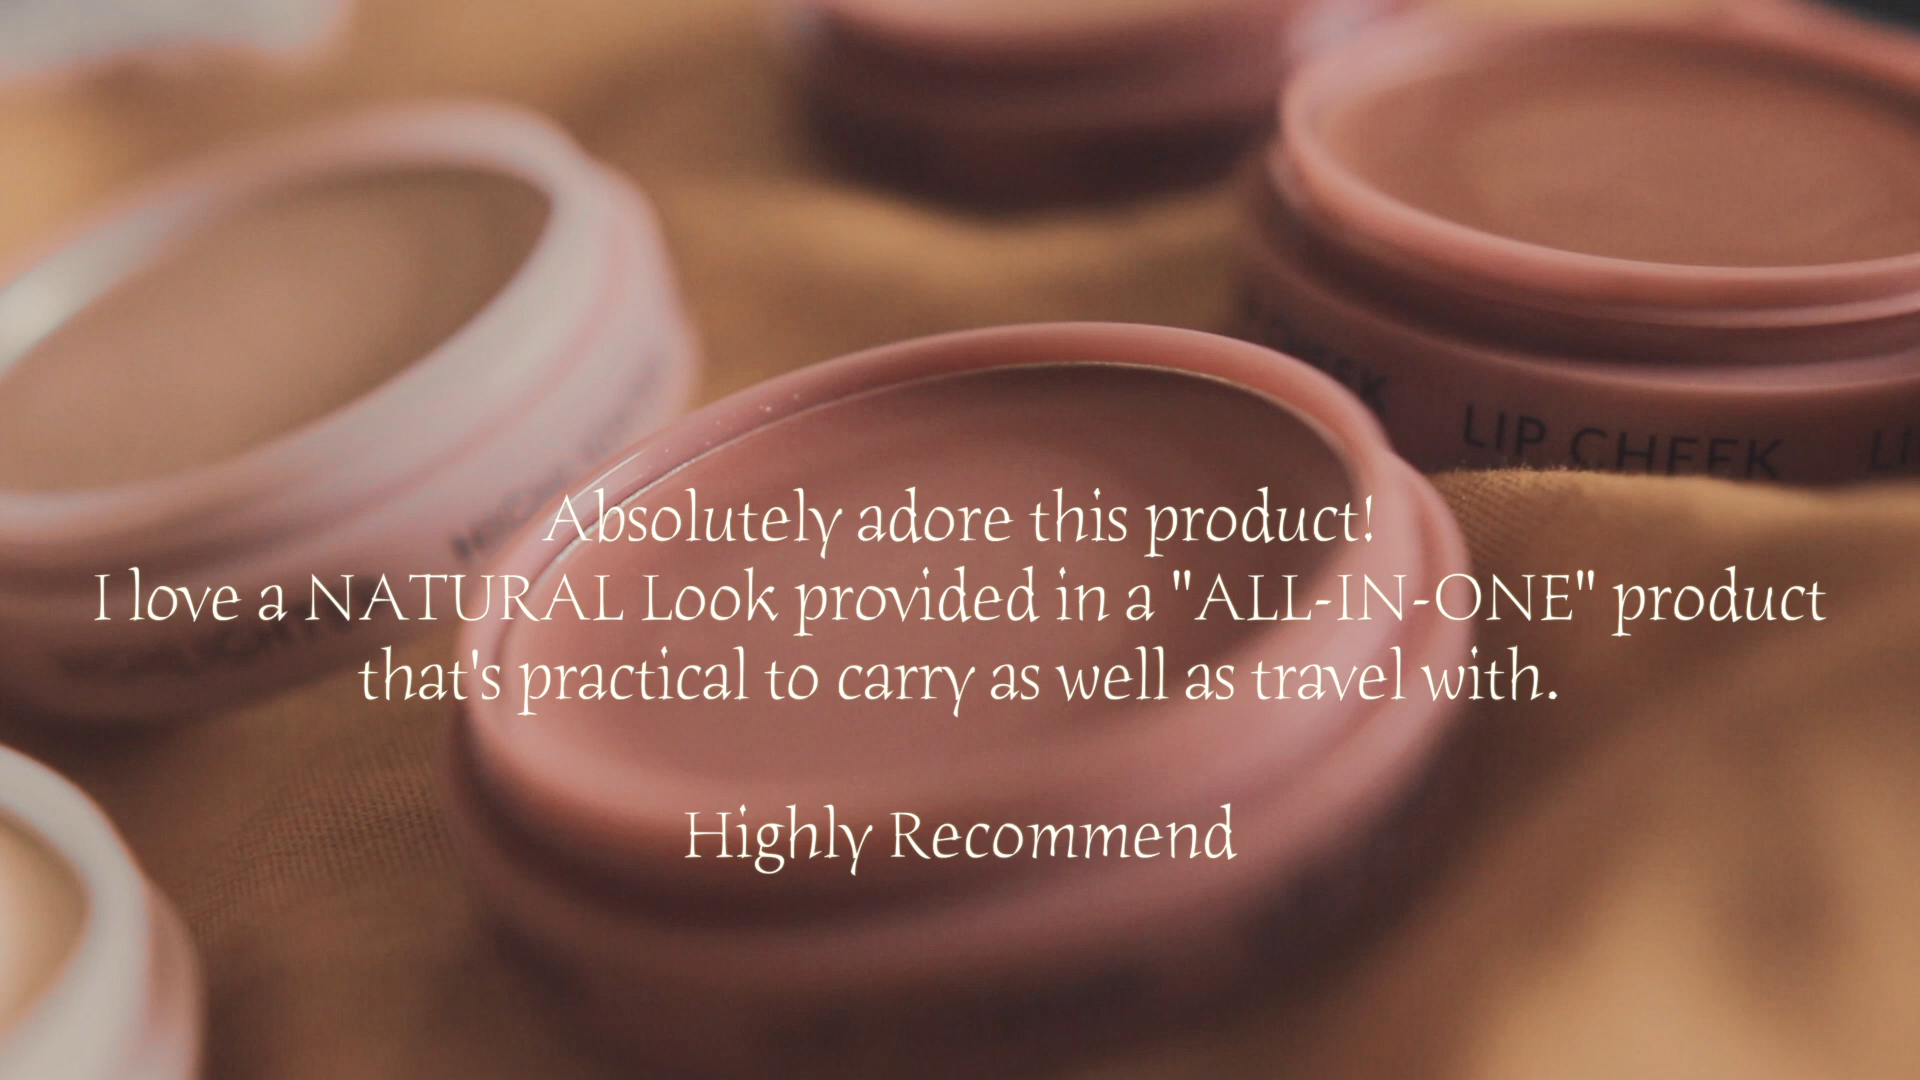 LIP CHEEK
Absolutely adore this product!
I love a NATURAL Look provided in a "ALL-IN-ONE" product
that's practical to carry as well as travel with.
Highly Recommend